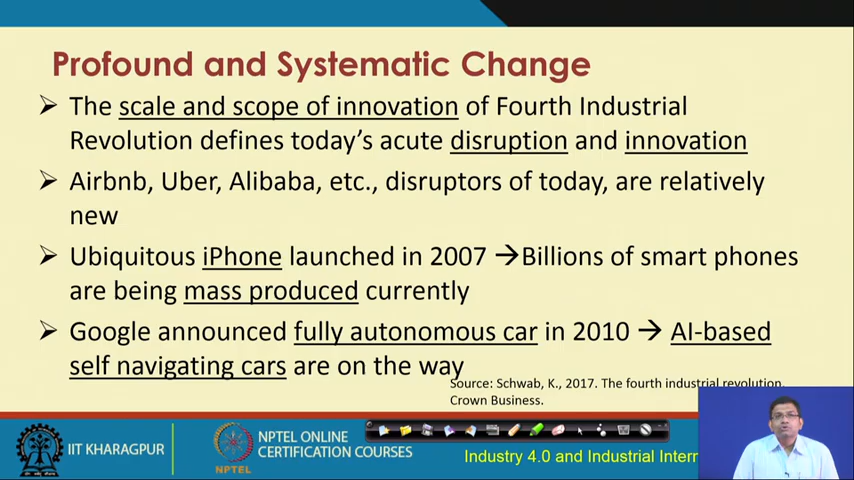 Profound and Systematic Change
➢ The scale and scope of innovation of Fourth Industrial
Revolution defines today's acute disruption and innovation
➢ Airbnb, Uber, Alibaba, etc., disruptors of today, are relatively
new
➢ Ubiquitous iPhone launched in 2007 →Billions of smart phones
are being mass produced currently
➢ Google announced fully autonomous car in 2010 → AI-based
self navigating cars are on the way
Source: Schwab, K., 2017. The fourth industrial revolution.
Crown Business.
IIT KHARAGPUR
NPTEL
NPTEL ONLINE
CERTIFICATION COURSES
Industry 4.0 and Industrial Intern